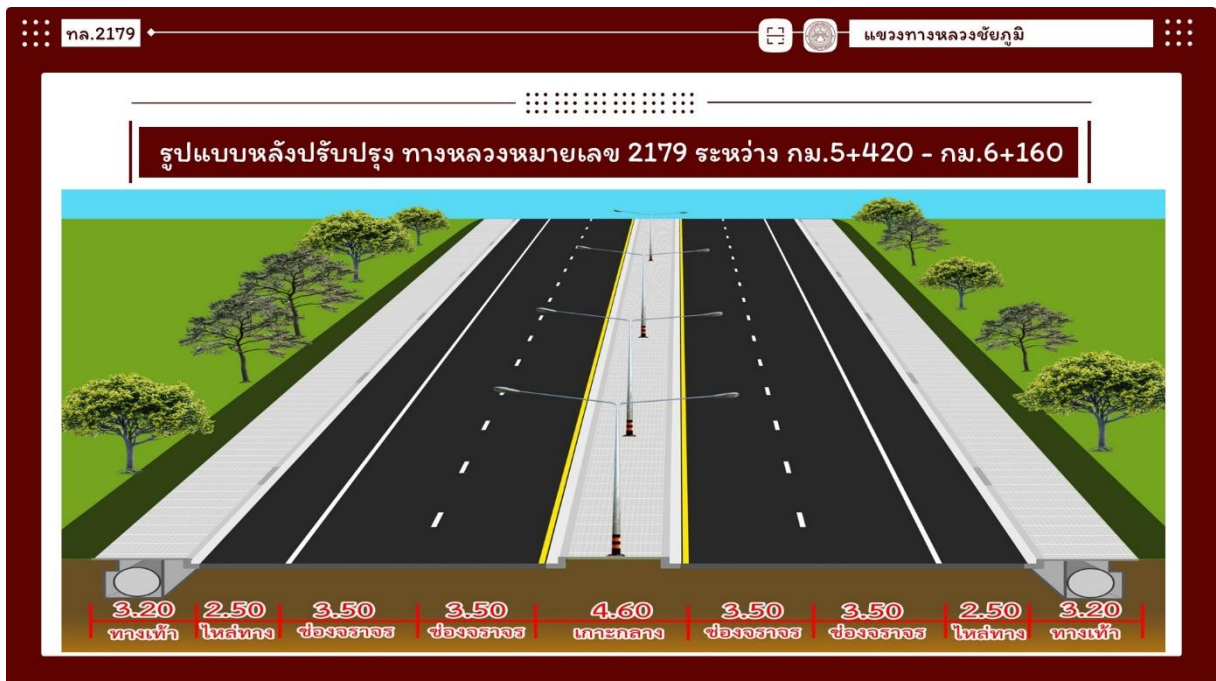 ทล.2179
แขวงทางหลวงชัยภูมิ
รูปแบบหลังปรับปรุง ทางหลวงหมายเลข 2179 ระหว่าง กม.5+420 - กม.6+160
3.20 2.50 3.50 3.50 4.60 3.50 3.50 2.50 3.20
ทางเท้า ไหล่ทาง ช่องจราจร ช่องจราจร เกาะกลาง ช่องจราจร ช่องจราจร ไหล่ทาง ทางเท้า